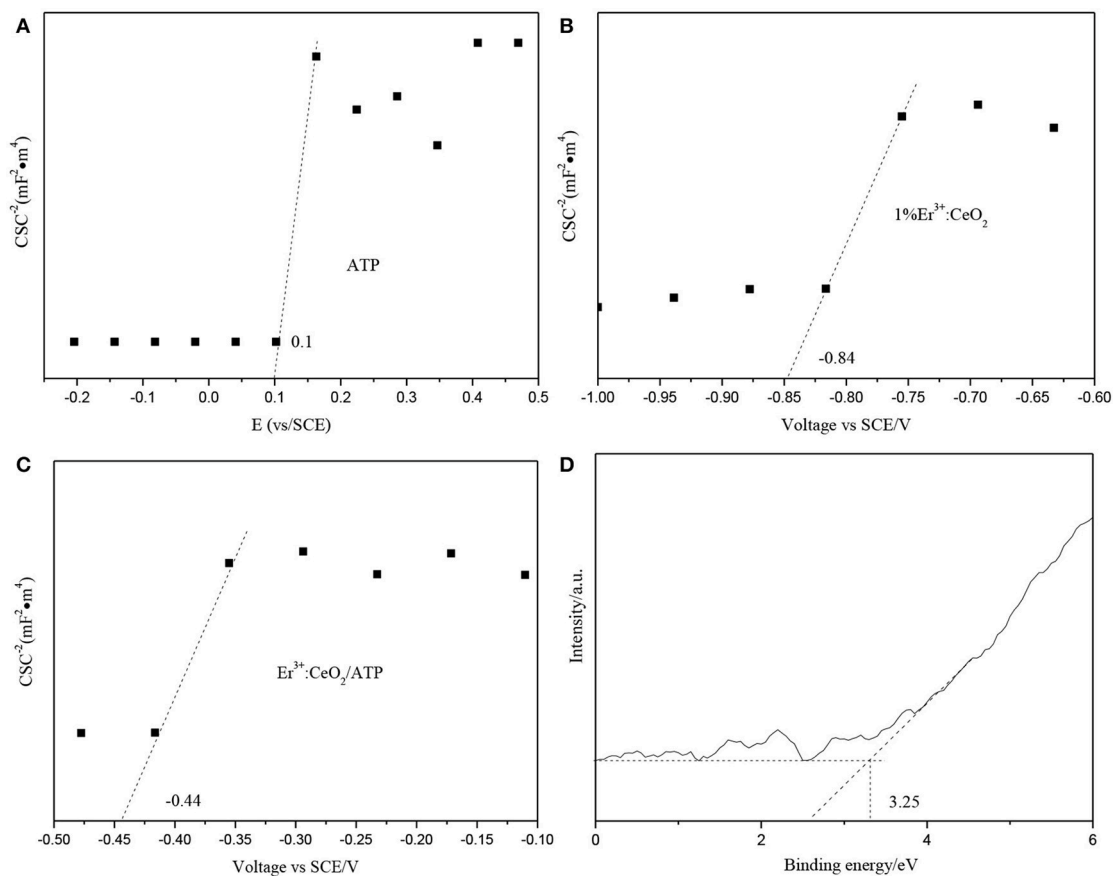 A
CSC⁻²(mF²•m⁴)
ATP
0.1
-0.2 -0.1 0.0 0.1 0.2 0.3 0.4 0.5
E (vs/SCE)
B
CSC⁻²(mF²•m⁴)
1%Er³⁺:CeO₂
-0.84
-1.00 -0.95 -0.90 -0.85 -0.80 -0.75 -0.70 -0.65 -0.60
Voltage vs SCE/V
C
CSC⁻²(mF²•m⁴)
Er³⁺:CeO₂/ATP
-0.44
-0.50 -0.45 -0.40 -0.35 -0.30 -0.25 -0.20 -0.15 -0.10
Voltage vs SCE/V
D
Intensity/a.u.
3.25
0 2 4 6
Binding energy/eV